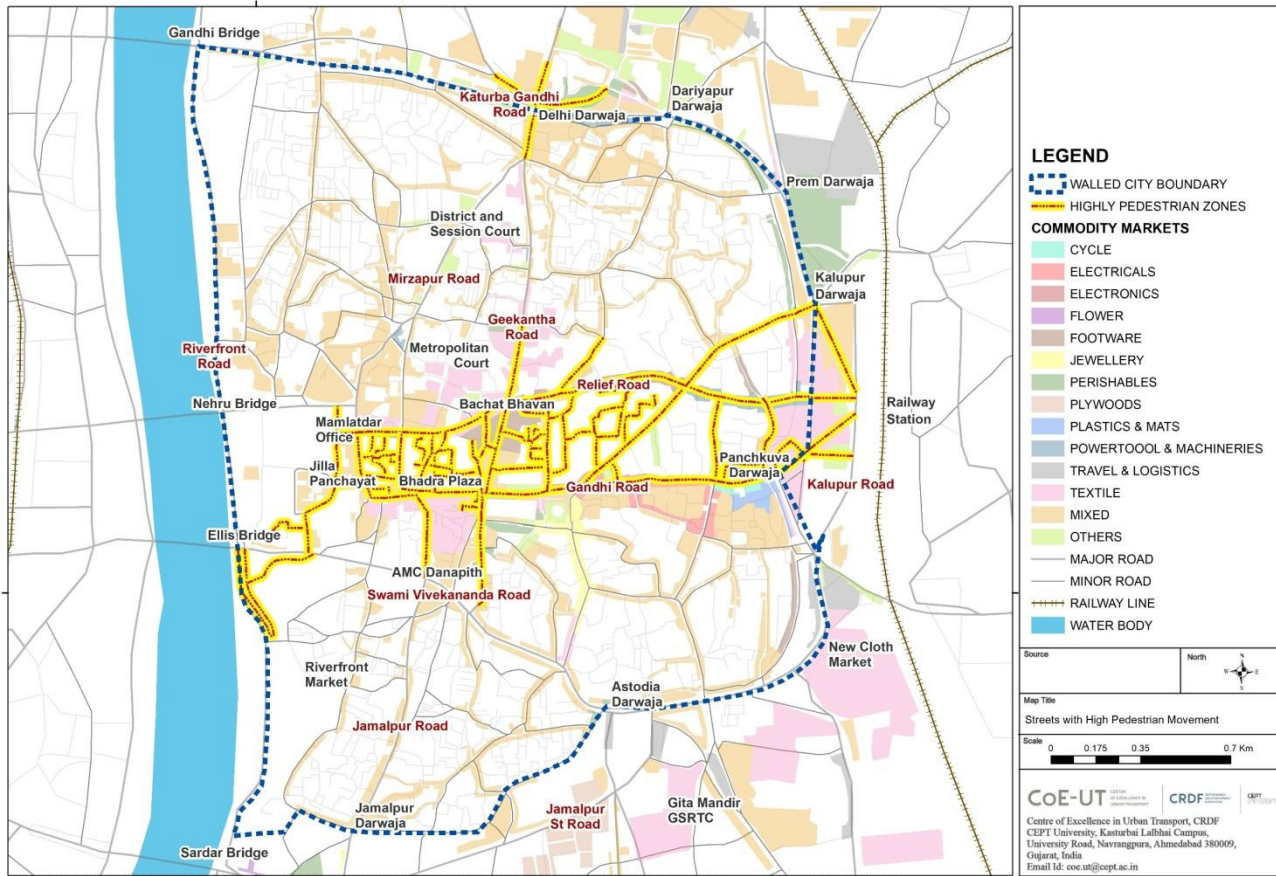 Gandhi Bridge
Katurba Gandhi
Road
Delhi Darwaja
Dariyapur
Darwaja
Prem Darwaja
District and
Session Court
Mirzapur Road
Kalupur
Darwaja
Geekantha
Road
Metropolitan
Court
Riverfront
Road
Relief Road
Nehru Bridge
Bachat Bhavan
Railway
Station
Mamlatdar
Office
Jilla
Panchayat
Bhadra Plaza
Panchkuva
Darwaja
Gandhi Road
Kalupur Road
Ellis Bridge
AMC Danapith
Swami Vivekananda Road
New Cloth
Market
Riverfront
Market
Astodia
Darwaja
Jamalpur Road
Jamalpur
Darwaja
Jamalpur
St Road
Gita Mandir
GSRTC
Sardar Bridge
LEGEND
WALLED CITY BOUNDARY
HIGHLY PEDESTRIAN ZONES
COMMODITY MARKETS
CYCLE
ELECTRICALS
ELECTRONICS
FLOWER
FOOTWARE
JEWELLERY
PERISHABLES
PLYWOODS
PLASTICS & MATS
POWERTOOOL & MACHINERIES
TRAVEL & LOGISTICS
TEXTILE
MIXED
OTHERS
MAJOR ROAD
MINOR ROAD
RAILWAY LINE
WATER BODY
Source
North
N
W E
S
Map Title
Streets with High Pedestrian Movement
Scale
0 0.175 0.35 0.7 Km
CoE-UT CENTER OF EXCELLENCE IN URBAN TRANSPORT
CRDF
CEPT
Centre of Excellence in Urban Transport, CRDF
CEPT University, Kasturbai Lalbhai Campus,
University Road, Navrangpura, Ahmedabad 380009,
Gujarat, India
Email Id: coe.ut@cept.ac.in